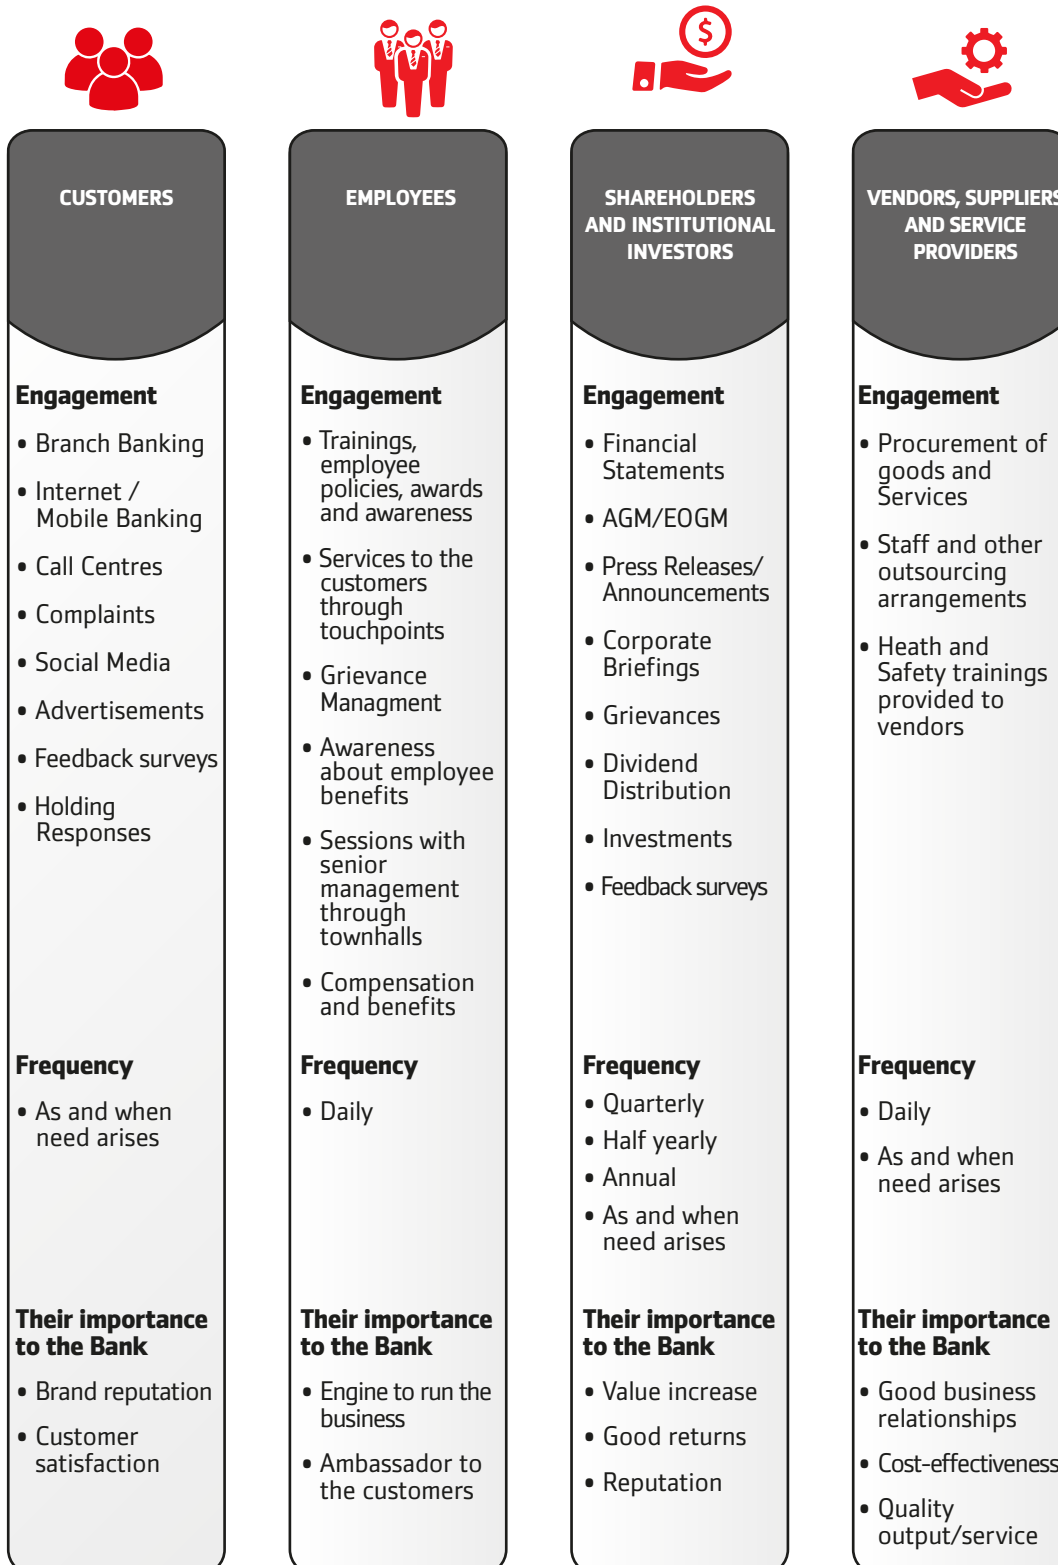 $
CUSTOMERS
Engagement
• Branch Banking
• Internet /
Mobile Banking
• Call Centres
• Complaints
• Social Media
• Advertisements
• Feedback surveys
• Holding
Responses
Frequency
• As and when
need arises
Their importance
to the Bank
• Brand reputation
• Customer
satisfaction
EMPLOYEES
Engagement
• Trainings,
employee
policies, awards
and awareness
• Services to the
customers
through
touchpoints
• Grievance
Managment
• Awareness
about employee
benefits
• Sessions with
senior
management
through
townhalls
• Compensation
and benefits
Frequency
• Daily
Their importance
to the Bank
• Engine to run the
business
• Ambassador to
the customers
SHAREHOLDERS
AND INSTITUTIONAL
INVESTORS
Engagement
• Financial
Statements
• AGM/EOGM
• Press Releases/
Announcements
• Corporate
Briefings
• Grievances
• Dividend
Distribution
• Investments
• Feedback surveys
Frequency
• Quarterly
• Half yearly
• Annual
• As and when
need arises
Their importance
to the Bank
• Value increase
• Good returns
• Reputation
VENDORS, SUPPLIERS
AND SERVICE
PROVIDERS
Engagement
• Procurement of
goods and
Services
• Staff and other
outsourcing
arrangements
• Heath and
Safety trainings
provided to
vendors
Frequency
• Daily
• As and when
need arises
Their importance
to the Bank
• Good business
relationships
• Cost-effectiveness
• Quality
output/service